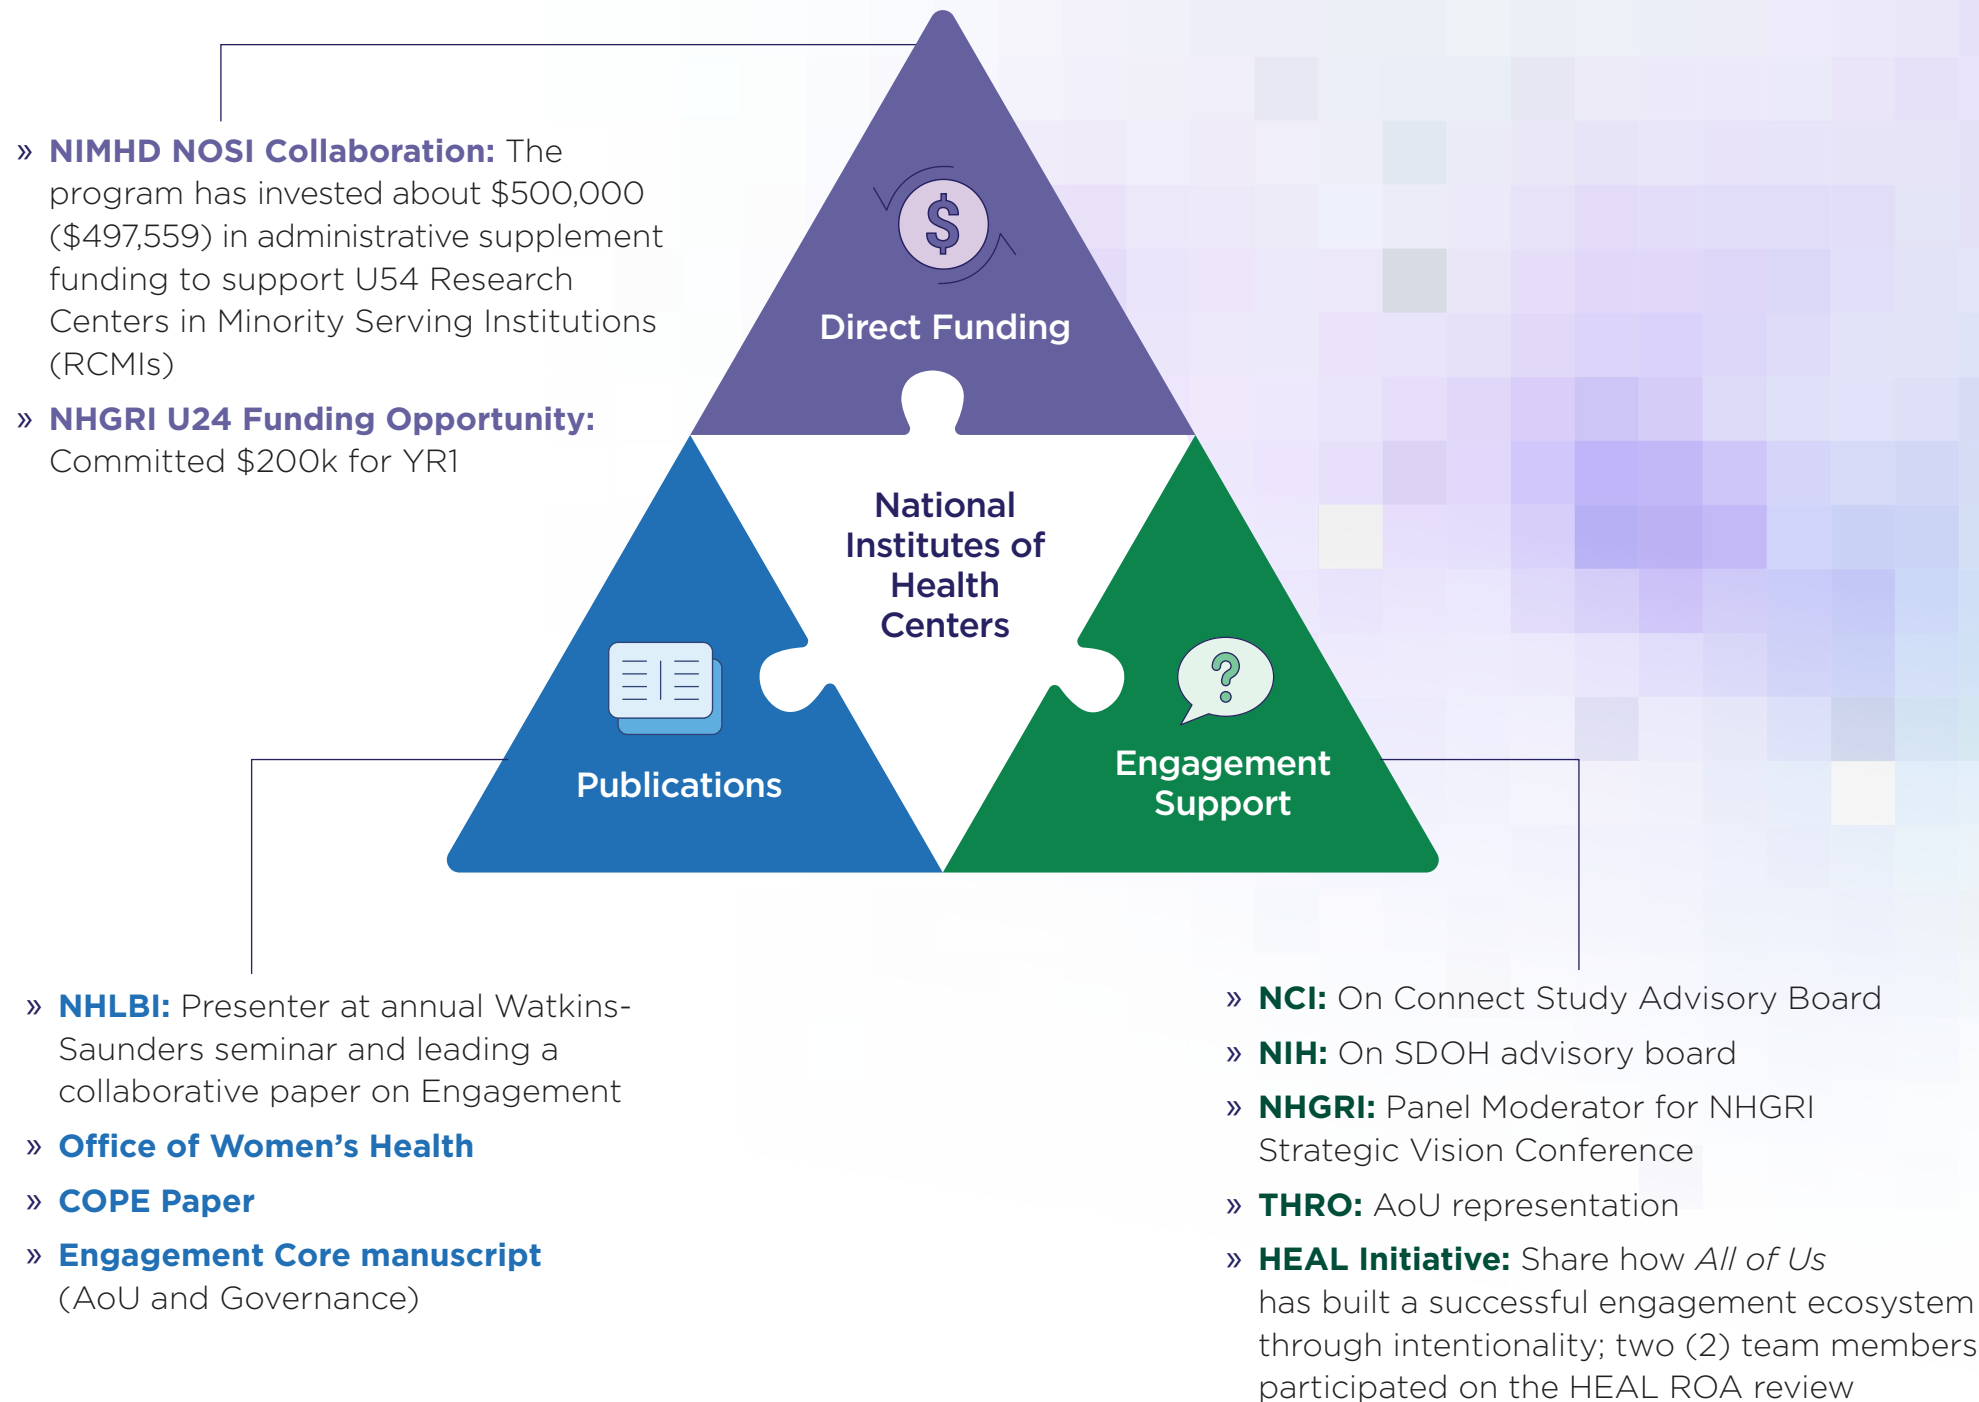 » NIMHD NOSI Collaboration: The
program has invested about $500,000
($497,559) in administrative supplement
funding to support U54 Research
Centers in Minority Serving Institutions
(RCMIs)
» NHGRI U24 Funding Opportunity:
Committed $200k for YR1
$
Direct Funding
National
Institutes of
Health
Centers
Publications
?
Engagement
Support
» NHLBI: Presenter at annual Watkins-
Saunders seminar and leading a
collaborative paper on Engagement
» Office of Women’s Health
» COPE Paper
» Engagement Core manuscript
(AoU and Governance)
» NCI: On Connect Study Advisory Board
» NIH: On SDOH advisory board
» NHGRI: Panel Moderator for NHGRI
Strategic Vision Conference
» THRO: AoU representation
» HEAL Initiative: Share how All of Us
has built a successful engagement ecosystem
through intentionality; two (2) team members
participated on the HEAL ROA review